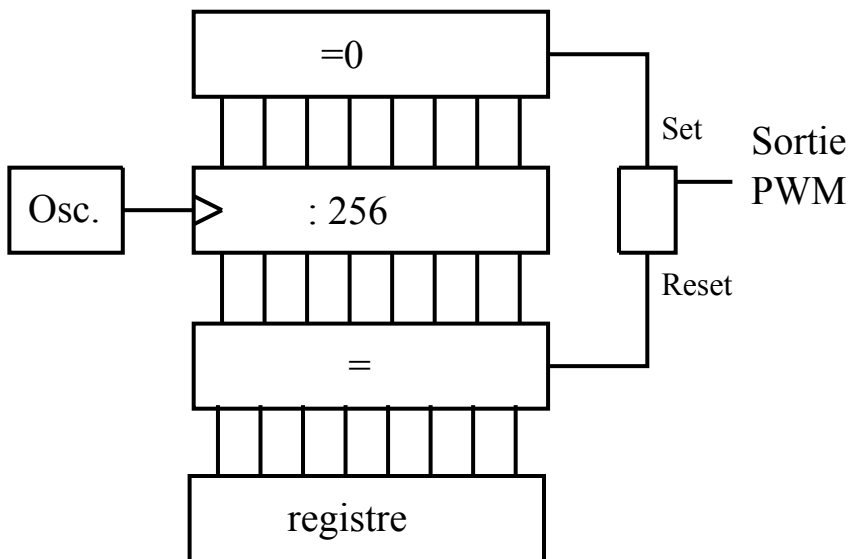 =0
Set
Sortie
PWM
Osc.
: 256
Reset
=
registre